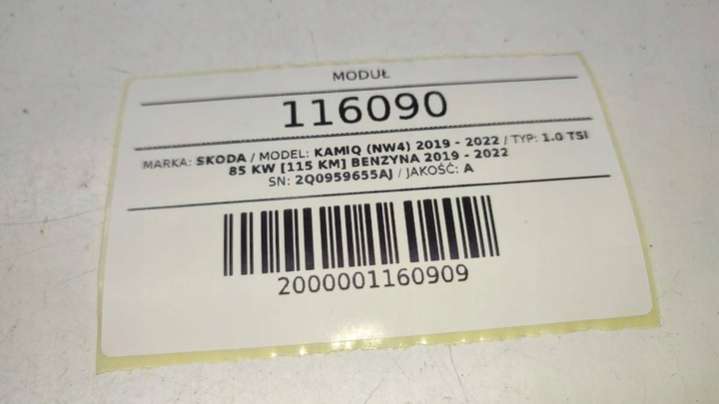 MODUŁ
116090
MARKA: SKODA / MODEL: KAMIQ (NW4) 2019 - 2022 / TYP: 1.0 TSI
85 KW [115 KM] BENZYNA 2019 - 2022
SN: 2Q0959655AJ / JAKOŚĆ: A
2000001160909